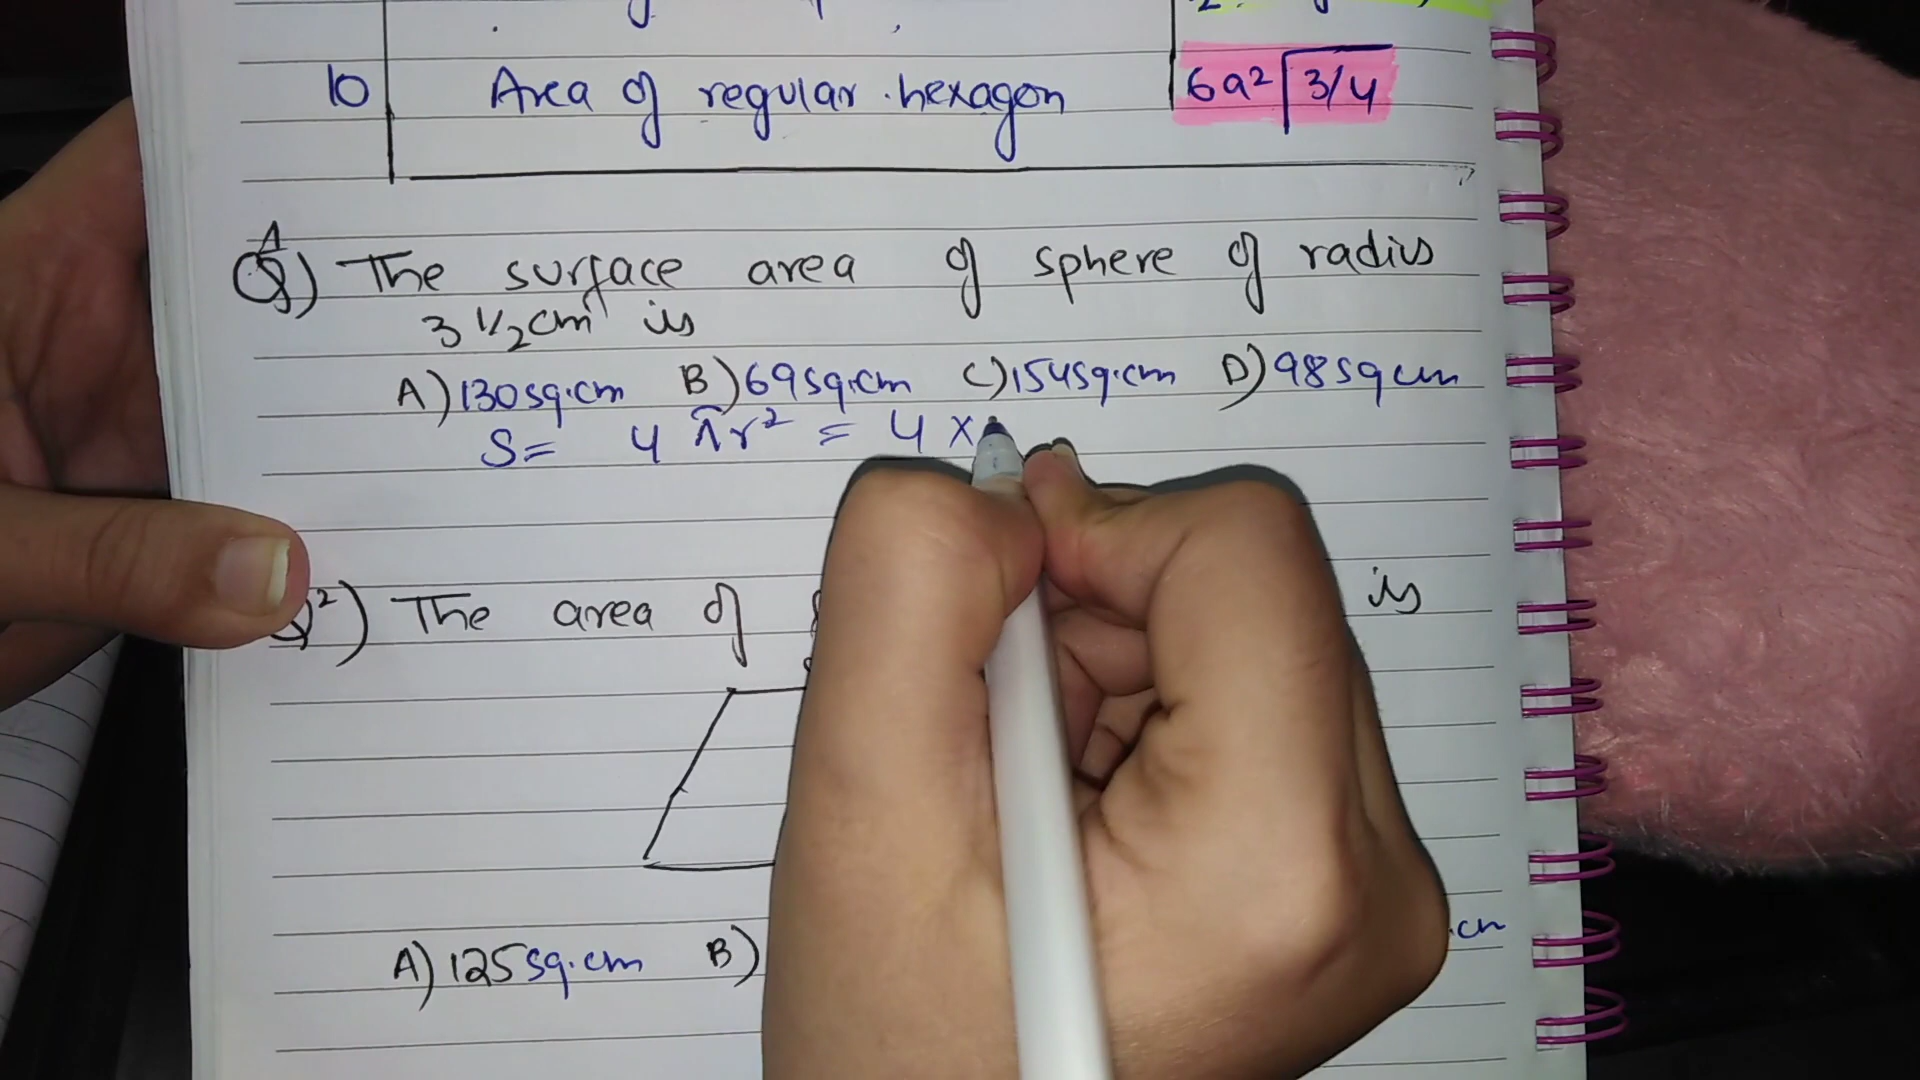 10 Area of regular hexagon 6a²√3/4
Q) The surface area of sphere of radius
3 1/2 cm is
A) 130 sq.cm B) 69 sq.cm C) 154 sq.cm D) 98 sq cm
S = 4 π r² = 4 ×
Q2) The area of is
A) 125 sq.cm B) .cm